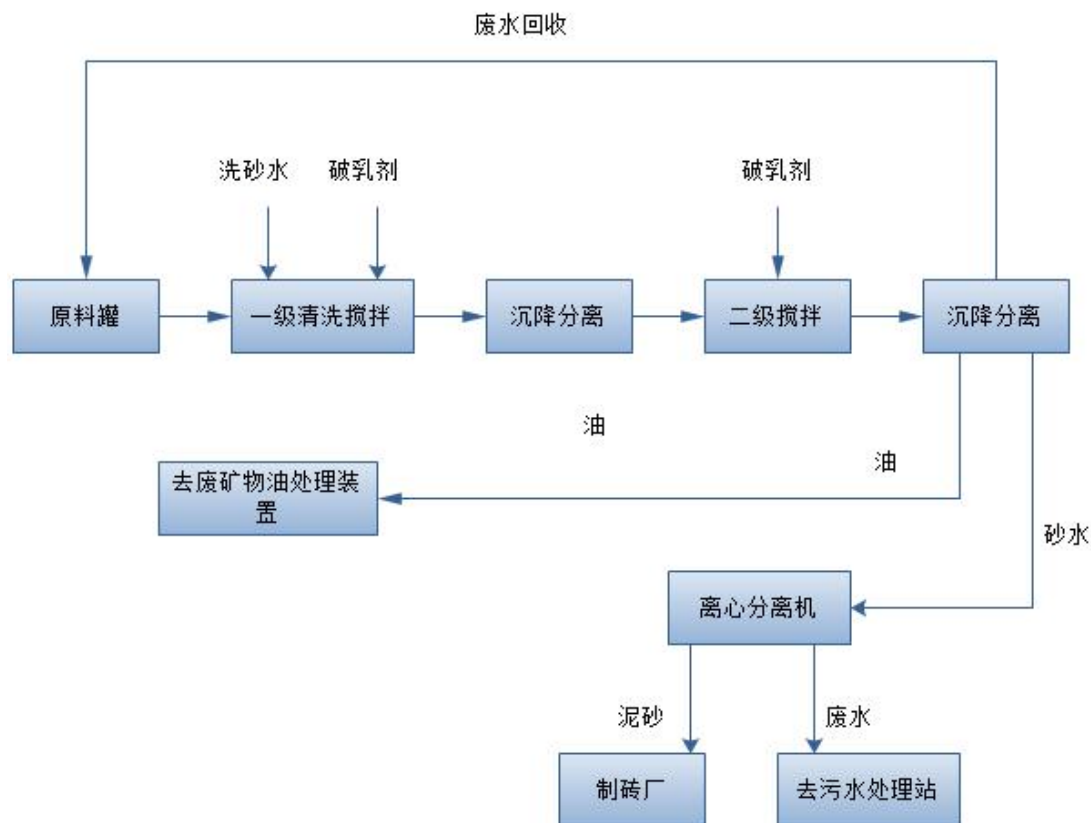 废水回收
洗砂水
破乳剂
破乳剂
原料罐
一级清洗搅拌
沉降分离
二级搅拌
沉降分离
油
油
去废矿物油处理装
置
砂水
离心分离机
泥砂
废水
制砖厂
去污水处理站